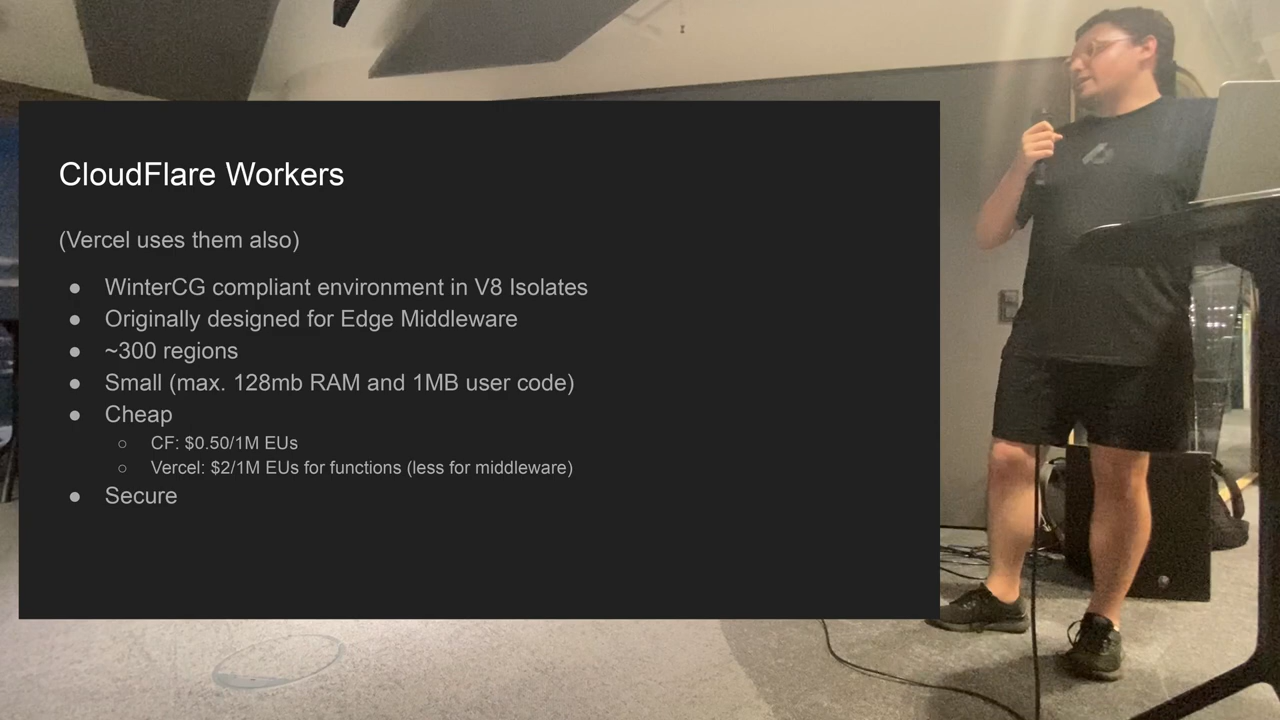 CloudFlare Workers
(Vercel uses them also)
● WinterCG compliant environment in V8 Isolates
● Originally designed for Edge Middleware
● ~300 regions
● Small (max. 128mb RAM and 1MB user code)
● Cheap
○ CF: $0.50/1M EUs
○ Vercel: $2/1M EUs for functions (less for middleware)
● Secure